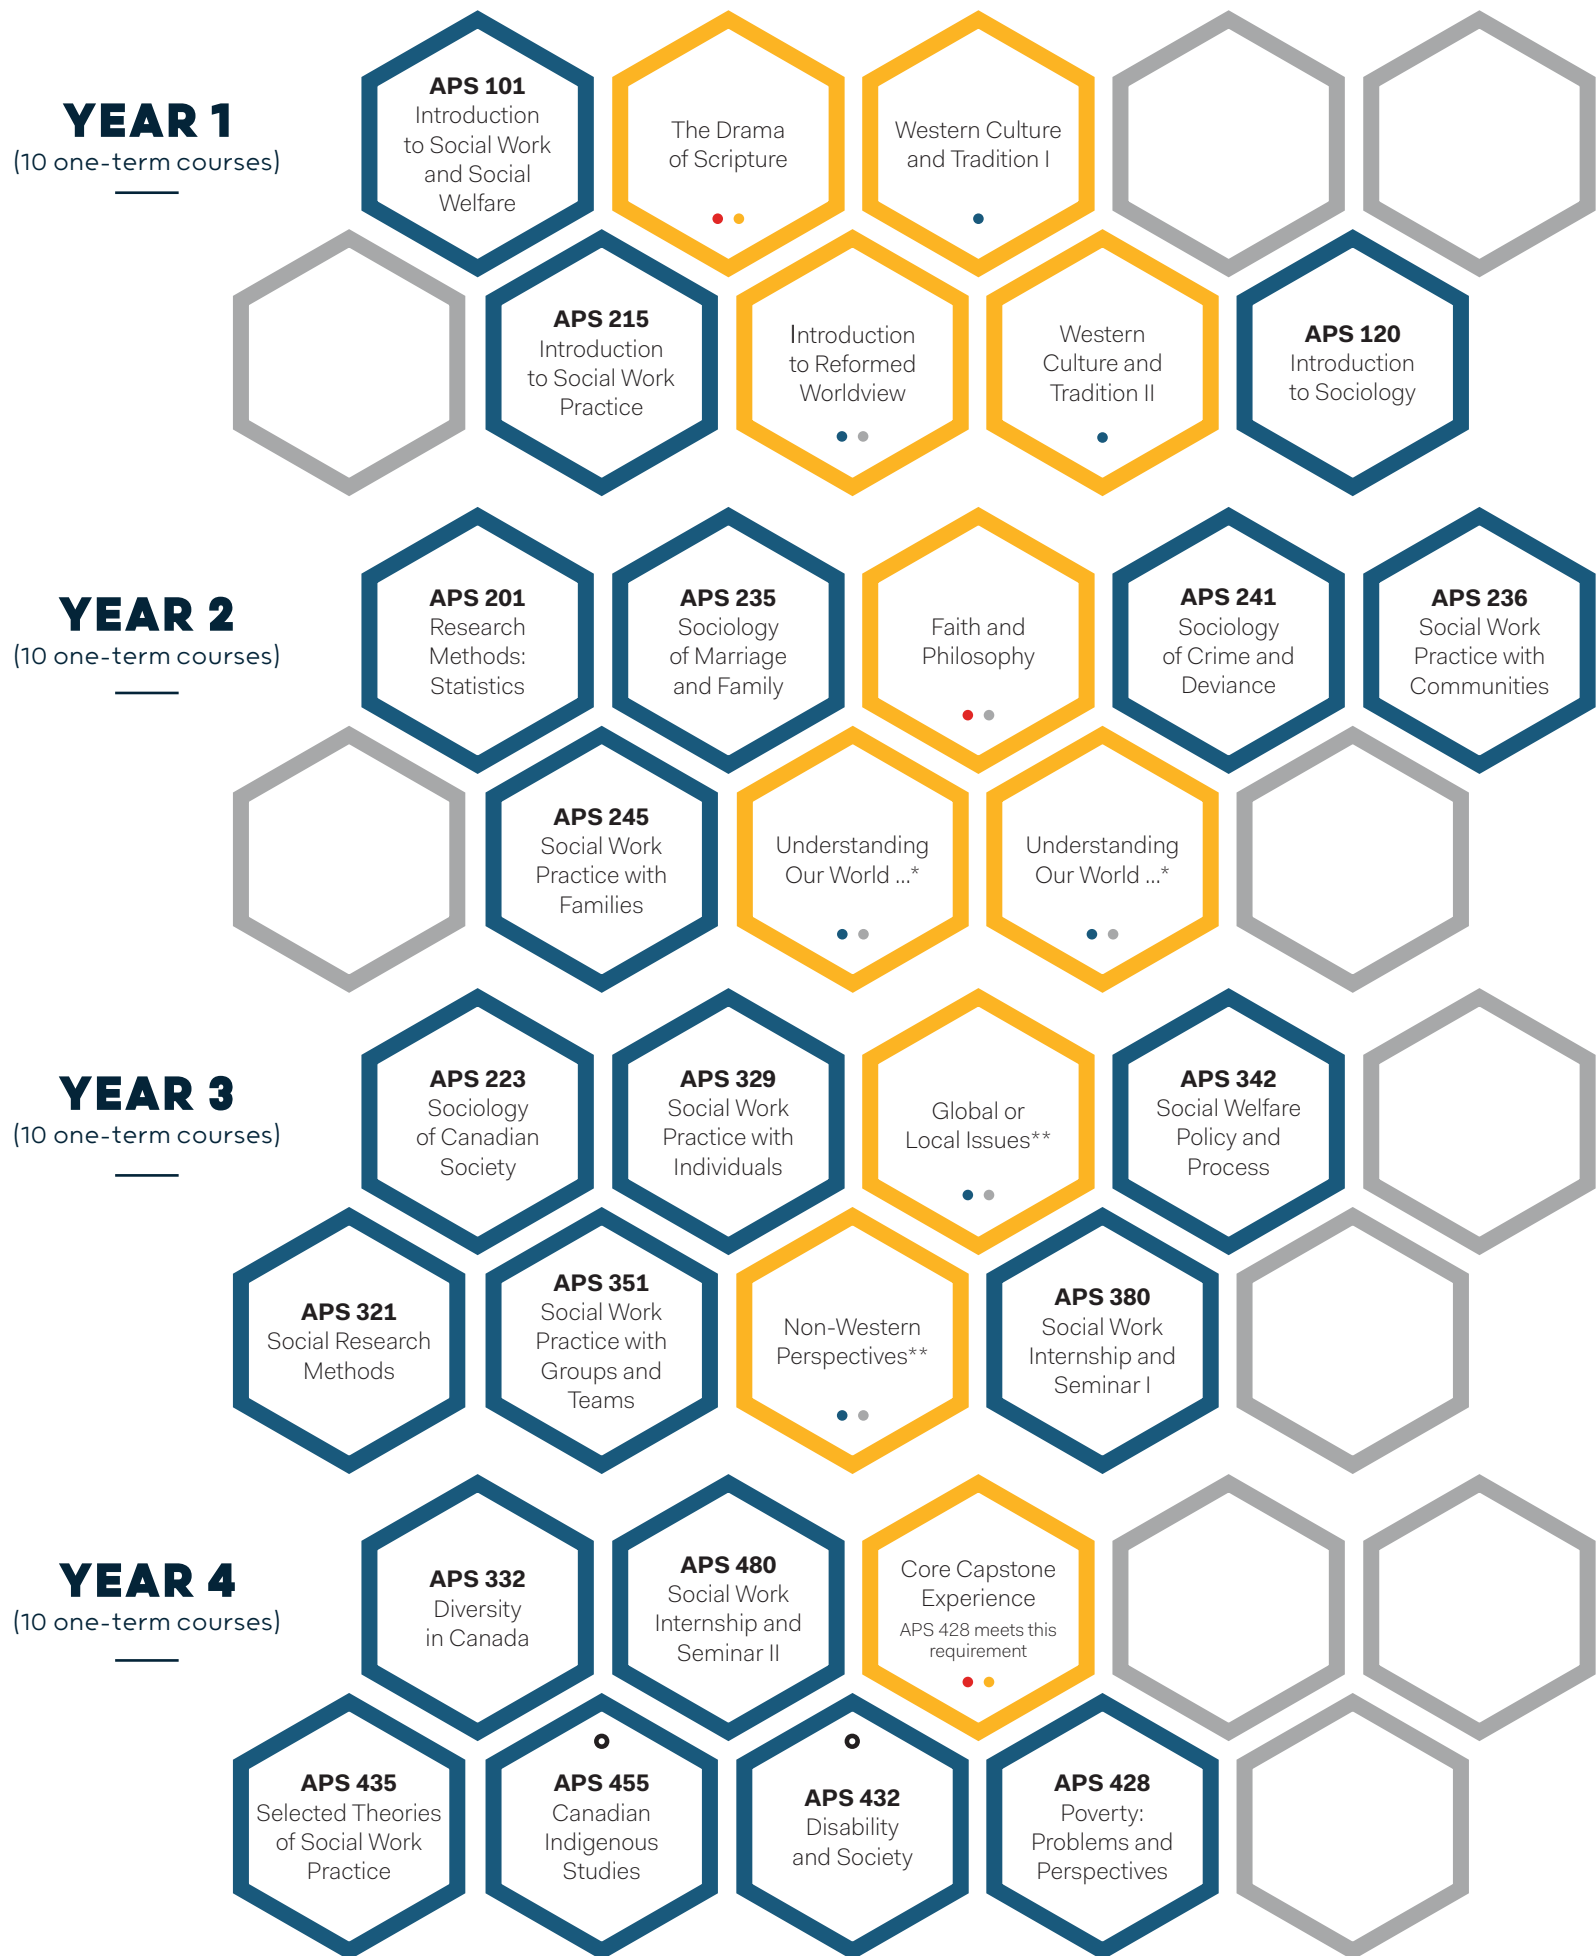 YEAR 1
(10 one-term courses)
APS 101
Introduction
to Social Work
and Social
Welfare
The Drama
of Scripture
Western Culture
and Tradition I
APS 215
Introduction
to Social Work
Practice
Introduction
to Reformed
Worldview
Western
Culture and
Tradition II
APS 120
Introduction
to Sociology
YEAR 2
(10 one-term courses)
APS 201
Research
Methods:
Statistics
APS 235
Sociology
of Marriage
and Family
Faith and
Philosophy
APS 241
Sociology
of Crime and
Deviance
APS 236
Social Work
Practice with
Communities
APS 245
Social Work
Practice with
Families
Understanding
Our World ...*
Understanding
Our World ...*
YEAR 3
(10 one-term courses)
APS 223
Sociology
of Canadian
Society
APS 329
Social Work
Practice with
Individuals
Global or
Local Issues**
APS 342
Social Welfare
Policy and
Process
APS 321
Social Research
Methods
APS 351
Social Work
Practice with
Groups and
Teams
Non-Western
Perspectives**
APS 380
Social Work
Internship and
Seminar I
YEAR 4
(10 one-term courses)
APS 332
Diversity
in Canada
APS 480
Social Work
Internship and
Seminar II
Core Capstone
Experience
APS 428 meets this
requirement
APS 435
Selected Theories
of Social Work
Practice
APS 455
Canadian
Indigenous
Studies
APS 432
Disability
and Society
APS 428
Poverty:
Problems and
Perspectives